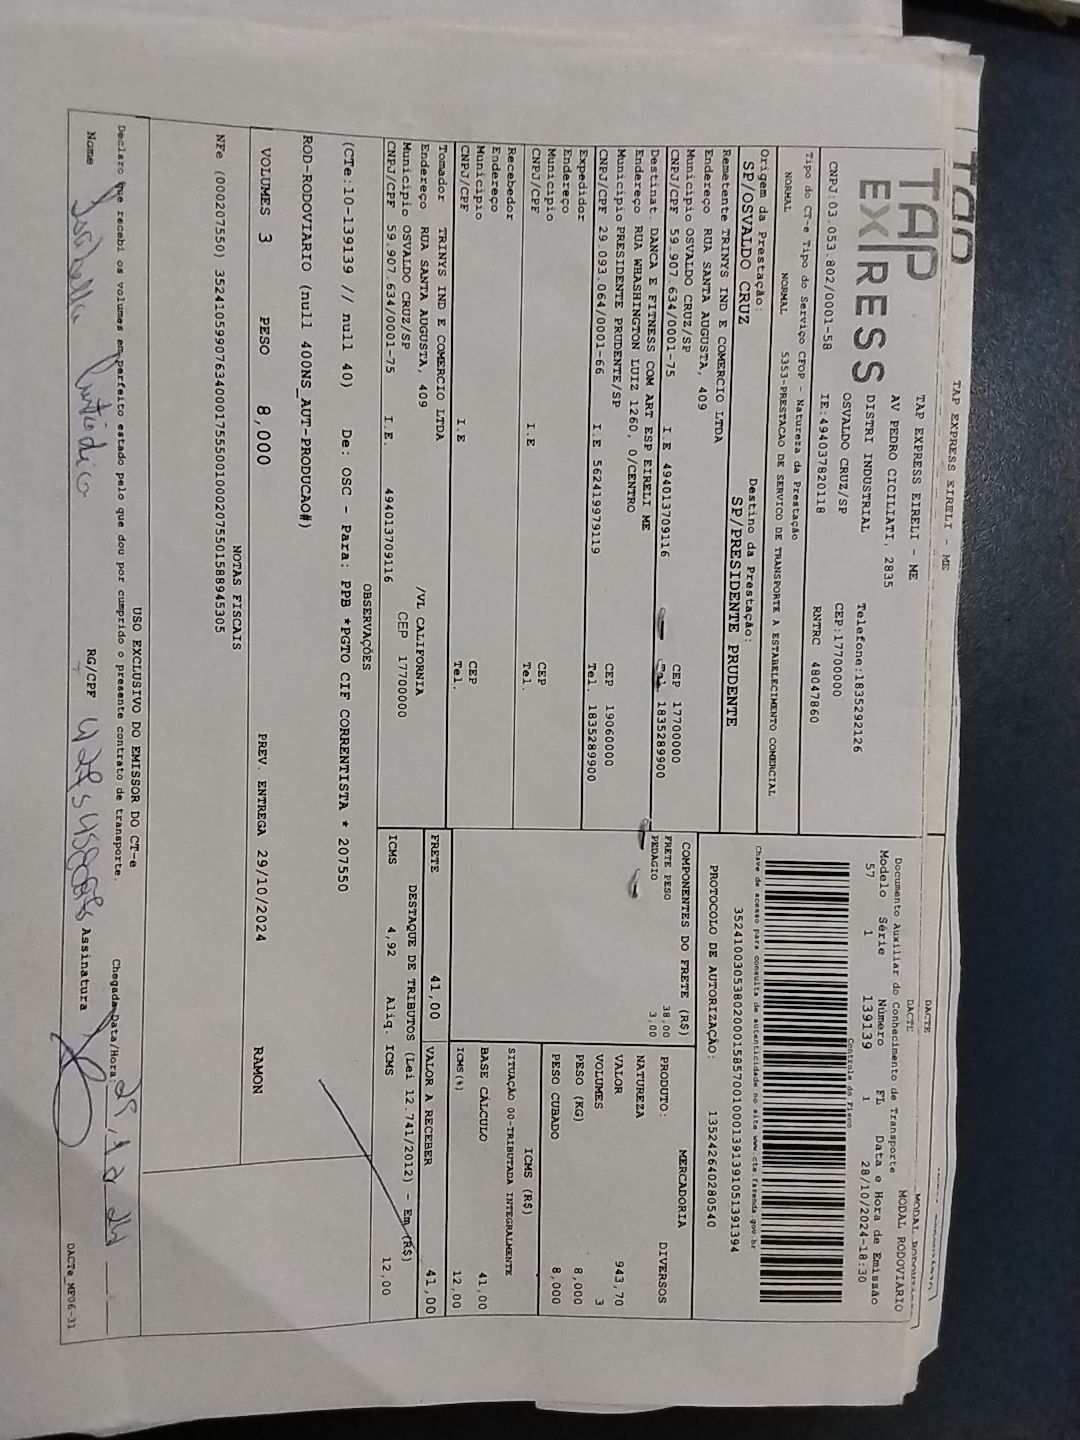 TAP EXPRESS EIRELI - ME
DACTE
TAP
EXPRESS
TAP EXPRESS EIRELI - ME
AV PEDRO CICILIATI, 2835
DISTRI INDUSTRIAL Telefone:1835292126
OSVALDO CRUZ/SP CEP:17700000
CNPJ:03.053.802/0001-58 IE:494037820118 RNTRC 48047860
DACTE MODAL RODOVIÁRIO
Documento Auxiliar do Conhecimento de Transporte
Modelo Série Número FL Data e Hora de Emissão
57 1 139139 1 28/10/2024-18:30
Controle do Fisco
Chave de acesso para consulta de autenticidade no site www.cte.fazenda.gov.br
35241003053802000158570010001391391051391394
PROTOCOLO DE AUTORIZAÇÃO: 135242640280540
Tipo do CT-e Tipo do Serviço CFOP - Natureza da Prestação
NORMAL NORMAL 5353-PRESTACAO DE SERVICO DE TRANSPORTE A ESTABELECIMENTO COMERCIAL
Origem da Prestação: Destino da Prestação:
SP/OSVALDO CRUZ SP/PRESIDENTE PRUDENTE
Remetente TRINYS IND E COMERCIO LTDA
Endereço RUA SANTA AUGUSTA, 409
Município OSVALDO CRUZ/SP CEP 17700000
CNPJ/CPF 59.907.634/0001-75 I.E 494013709116 Tel. 1835289900
Destinat. DANCA E FITNESS COM ART ESP EIRELI ME
Endereço RUA WASHINGTON LUIZ 1260, 0/CENTRO
Município PRESIDENTE PRUDENTE/SP CEP 19060000
CNPJ/CPF 29.093.064/0001-66 I.E 562419979119 Tel. 1835289900
Expedidor
Endereço
Município CEP
CNPJ/CPF I.E Tel.
Recebedor
Endereço
Município CEP
CNPJ/CPF I.E Tel.
Tomador TRINYS IND E COMERCIO LTDA
Endereço RUA SANTA AUGUSTA, 409 /VL CALIFORNIA
Município OSVALDO CRUZ/SP CEP 17700000
CNPJ/CPF 59.907.634/0001-75 I.E. 494013709116
COMPONENTES DO FRETE (R$)
FRETE PESO 38,00
PEDAGIO 3,00
PRODUTO: MERCADORIA
NATUREZA DIVERSOS
VALOR 943,70
VOLUMES 3
PESO (KG) 8,000
PESO CUBADO 8,000
ICMS (R$)
SITUAÇÃO 00-TRIBUTADA INTEGRALMENTE
BASE CÁLCULO 41,00
ICMS(%) 12,00
FRETE 41,00 VALOR A RECEBER 41,00
DESTAQUE DE TRIBUTOS (Lei 12.741/2012) - Em (R$)
ICMS 4,92 Aliq. ICMS 12,00
OBSERVAÇÕES
(CTe.:10-139139 // null 40) De: OSC - Para: PPB *PGTO CIF CORRENTISTA * 207550
ROD-RODOVIARIO (null 400NS_AUT-PRODUCAO#)
VOLUMES 3 PESO 8,000 PREV. ENTREGA 29/10/2024 RAMON
NOTAS FISCAIS
NFe (000207550) 35241059907634000175550010002075501588945305
USO EXCLUSIVO DO EMISSOR DO CT-e
Declaro que recebi os volumes em perfeito estado pelo que dou por cumprido o presente contrato de transporte. Chegada Data/Hora:
Nome RG/CPF Assinatura
DACTe_MF06-31